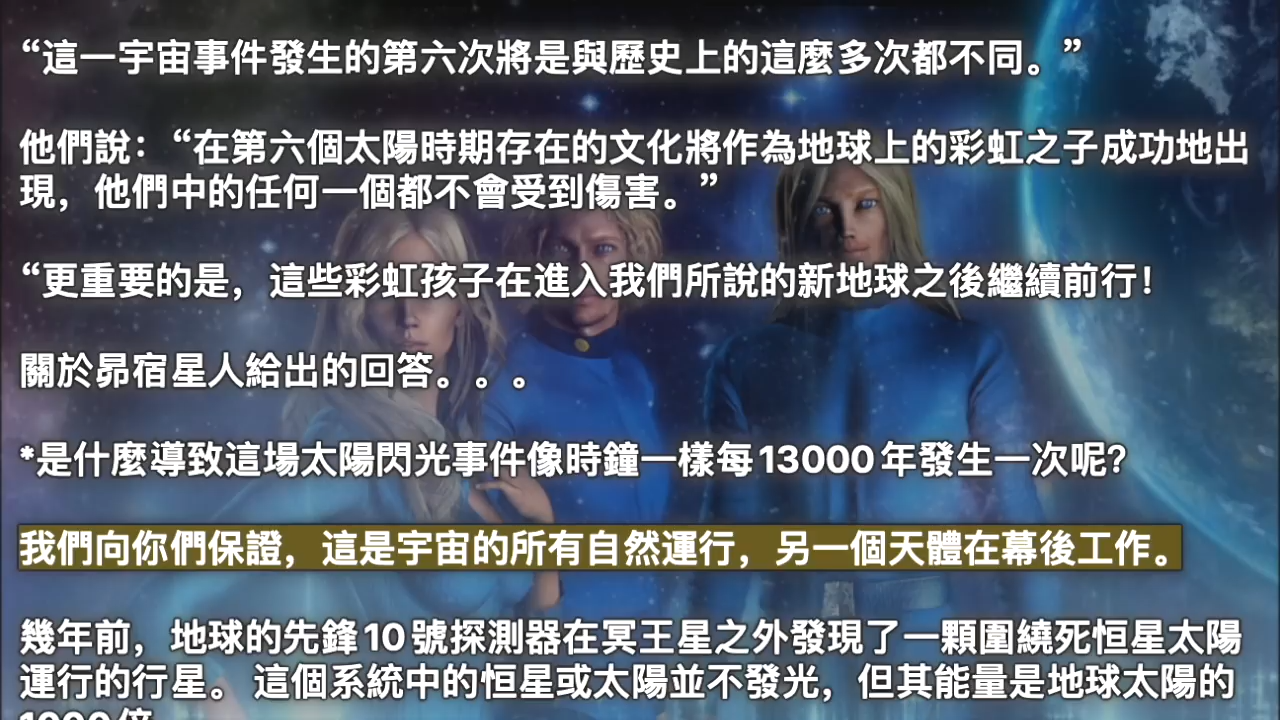 “這一宇宙事件發生的第六次將是與歷史上的這麼多次都不同。”
他們說：“在第六個太陽時期存在的文化將作為地球上的彩虹之子成功地出
現，他們中的任何一個都不會受到傷害。”
“更重要的是，這些彩虹孩子在進入我們所說的新地球之後繼續前行！
關於昴宿星人給出的回答。。。
*是什麼導致這場太陽閃光事件像時鐘一樣每13000年發生一次呢？
我們向你們保證，這是宇宙的所有自然運行，另一個天體在幕後工作。
幾年前，地球的先鋒10號探測器在冥王星之外發現了一顆圍繞死恒星太陽
運行的行星。 這個系統中的恒星或太陽並不發光，但其能量是地球太陽的
1000倍